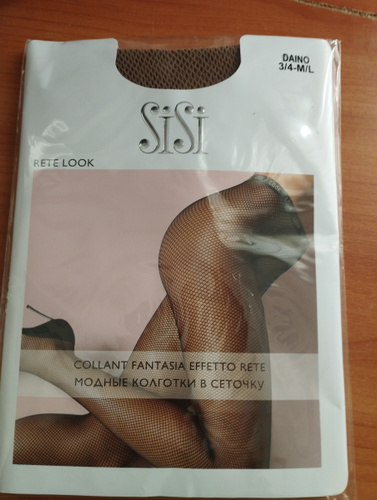 DAINO
3/4-M/L
SiSi
RETE LOOK
COLLANT FANTASIA EFFETTO RETE
МОДНЫЕ КОЛГОТКИ В СЕТОЧКУ